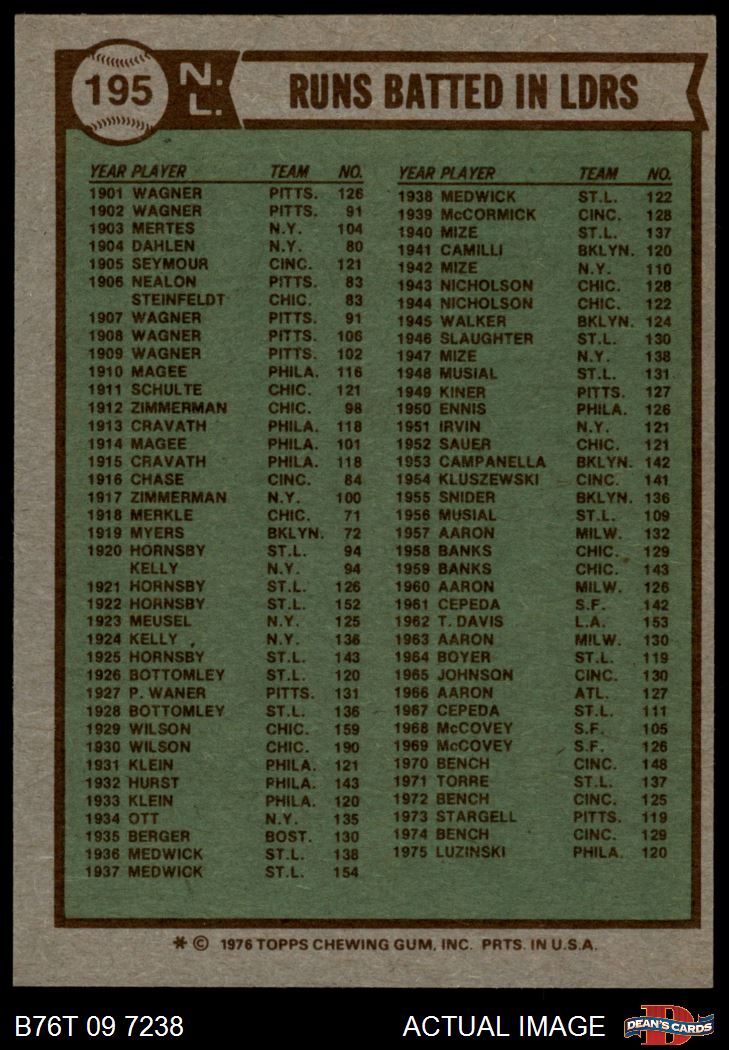 195 N.L. RUNS BATTED IN LDRS
YEAR PLAYER TEAM NO.
1901 WAGNER PITTS. 126
1902 WAGNER PITTS. 91
1903 MERTES N.Y. 104
1904 DAHLEN N.Y. 80
1905 SEYMOUR CINC. 121
1906 NEALON PITTS. 83
STEINFELDT CHIC. 83
1907 WAGNER PITTS. 91
1908 WAGNER PITTS. 106
1909 WAGNER PITTS. 102
1910 MAGEE PHILA. 116
1911 SCHULTE CHIC. 121
1912 ZIMMERMAN CHIC. 98
1913 CRAVATH PHILA. 118
1914 MAGEE PHILA. 101
1915 CRAVATH PHILA. 118
1916 CHASE CINC. 84
1917 ZIMMERMAN N.Y. 100
1918 MERKLE CHIC. 71
1919 MYERS BKLYN. 72
1920 HORNSBY ST.L. 94
KELLY N.Y. 94
1921 HORNSBY ST.L. 126
1922 HORNSBY ST.L. 152
1923 MEUSEL N.Y. 125
1924 KELLY N.Y. 136
1925 HORNSBY ST.L. 143
1926 BOTTOMLEY ST.L. 120
1927 P. WANER PITTS. 131
1928 BOTTOMLEY ST.L. 136
1929 WILSON CHIC. 159
1930 WILSON CHIC. 190
1931 KLEIN PHILA. 121
1932 HURST PHILA. 143
1933 KLEIN PHILA. 120
1934 OTT N.Y. 135
1935 BERGER BOST. 130
1936 MEDWICK ST.L. 138
1937 MEDWICK ST.L. 154
YEAR PLAYER TEAM NO.
1938 MEDWICK ST.L. 122
1939 McCORMICK CINC. 128
1940 MIZE ST.L. 137
1941 CAMILLI BKLYN. 120
1942 MIZE N.Y. 110
1943 NICHOLSON CHIC. 128
1944 NICHOLSON CHIC. 122
1945 WALKER BKLYN. 124
1946 SLAUGHTER ST.L. 130
1947 MIZE N.Y. 138
1948 MUSIAL ST.L. 131
1949 KINER PITTS. 127
1950 ENNIS PHILA. 126
1951 IRVIN N.Y. 121
1952 SAUER CHIC. 121
1953 CAMPANELLA BKLYN. 142
1954 KLUSZEWSKI CINC. 141
1955 SNIDER BKLYN. 136
1956 MUSIAL ST.L. 109
1957 AARON MILW. 132
1958 BANKS CHIC. 129
1959 BANKS CHIC. 143
1960 AARON MILW. 126
1961 CEPEDA S.F. 142
1962 T. DAVIS L.A. 153
1963 AARON MILW. 130
1964 BOYER ST.L. 119
1965 JOHNSON CINC. 130
1966 AARON ATL. 127
1967 CEPEDA ST.L. 111
1968 McCOVEY S.F. 105
1969 McCOVEY S.F. 126
1970 BENCH CINC. 148
1971 TORRE ST.L. 137
1972 BENCH CINC. 125
1973 STARGELL PITTS. 119
1974 BENCH CINC. 129
1975 LUZINSKI PHILA. 120
* © 1976 TOPPS CHEWING GUM, INC. PRTS. IN U.S.A.
B76T 09 7238 ACTUAL IMAGE D DEAN'S CARDS